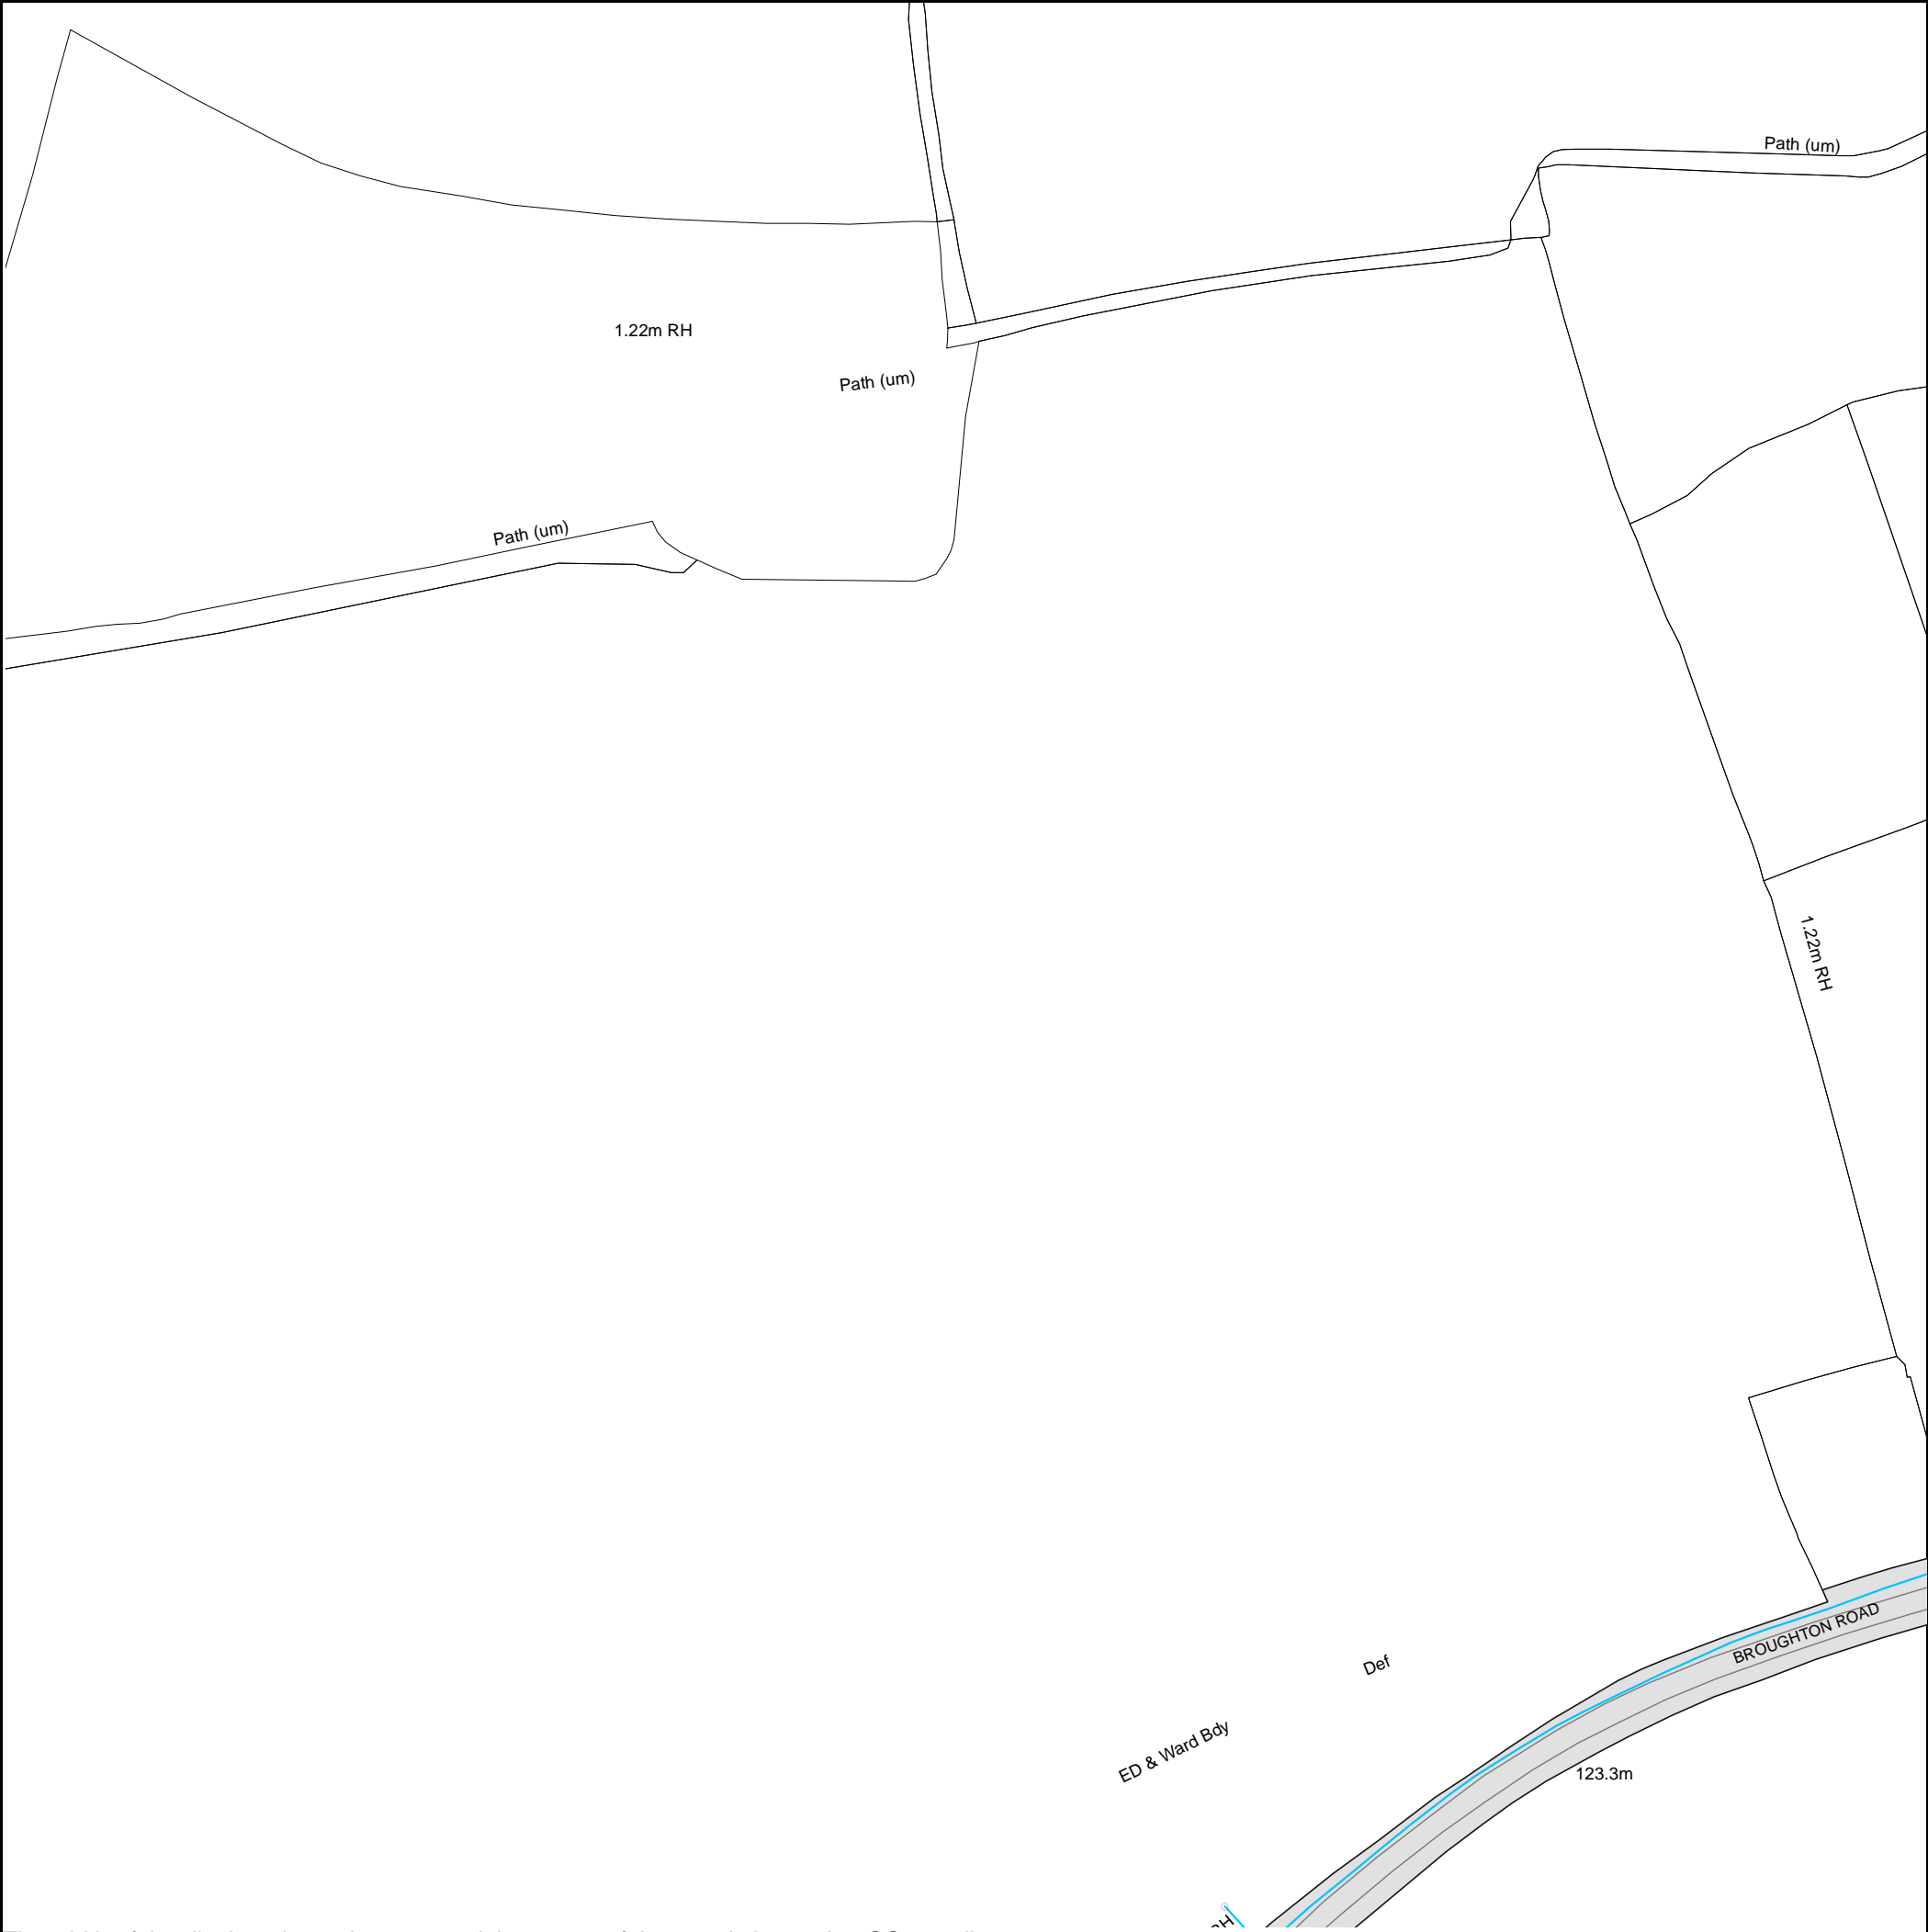 Path (um)
1.22m RH
Path (um)
Path (um)
1.22m RH
BROUGHTON ROAD
Def
ED & Ward Bdy
123.3m